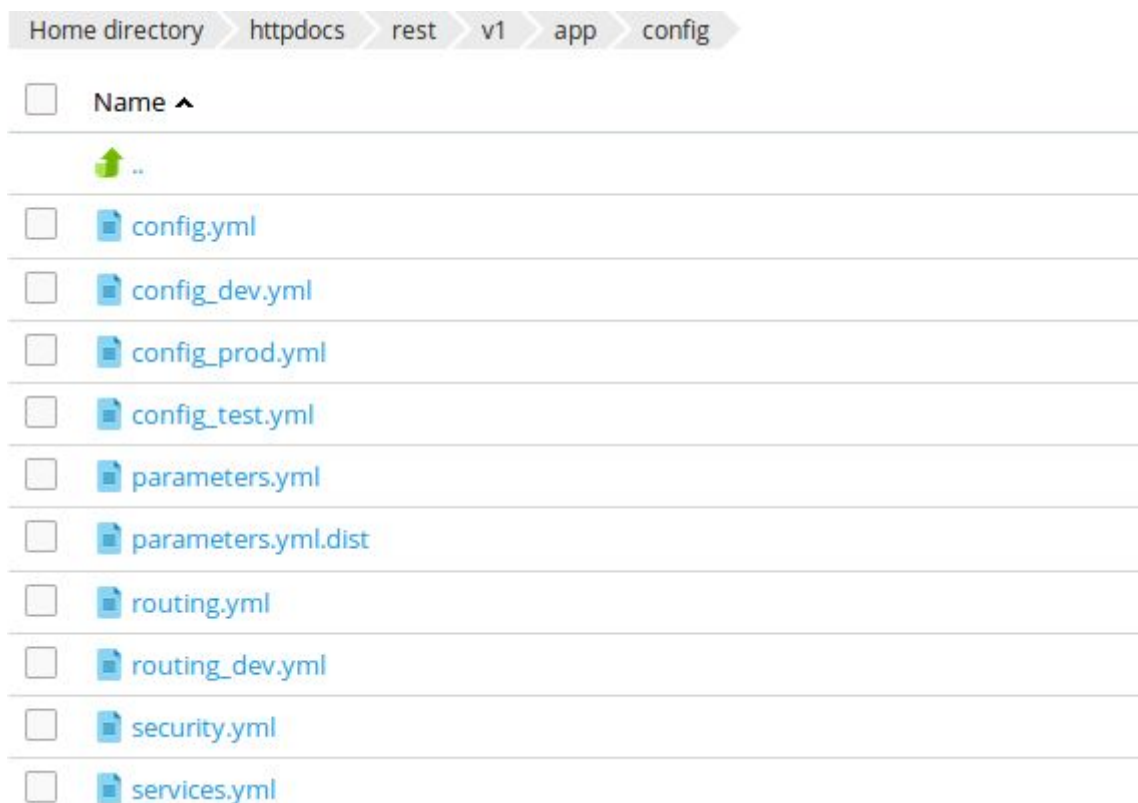 Home directory httpdocs rest v1 app config
Name
..
config.yml
config_dev.yml
config_prod.yml
config_test.yml
parameters.yml
parameters.yml.dist
routing.yml
routing_dev.yml
security.yml
services.yml